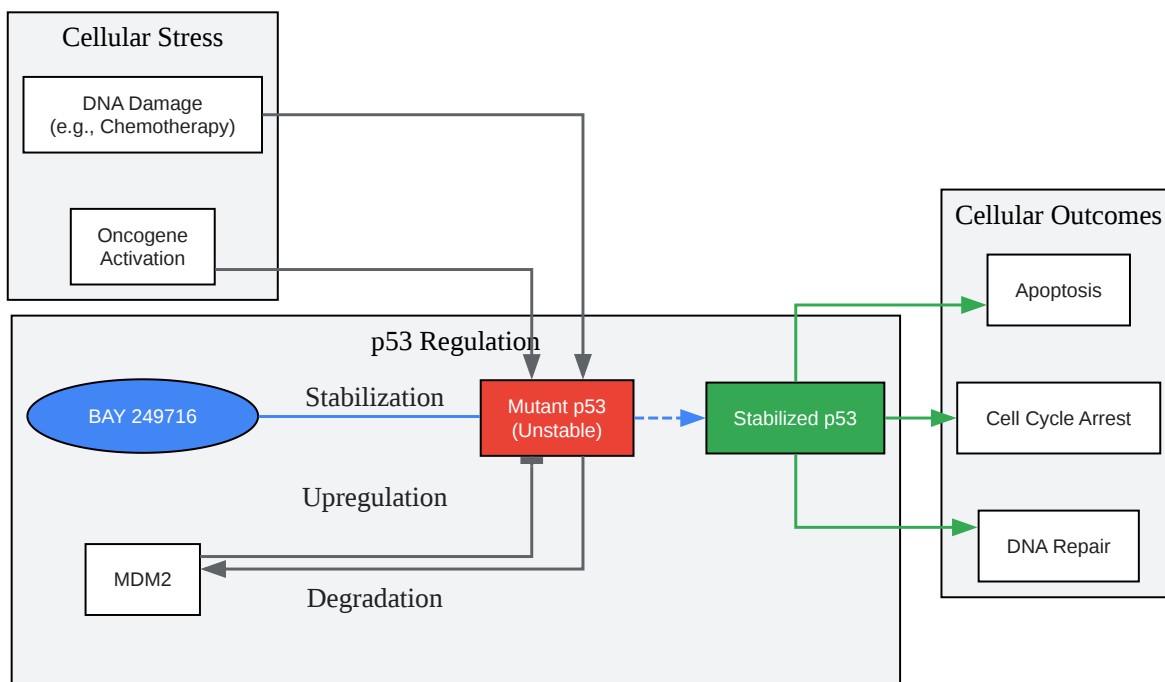 Cellular Stress
DNA Damage
(e.g., Chemotherapy)
Oncogene
Activation
p53 Regulation
BAY 249716
Stabilization
Mutant p53
(Unstable)
Stabilized p53
Upregulation
MDM2
Degradation
Cellular Outcomes
Apoptosis
Cell Cycle Arrest
DNA Repair